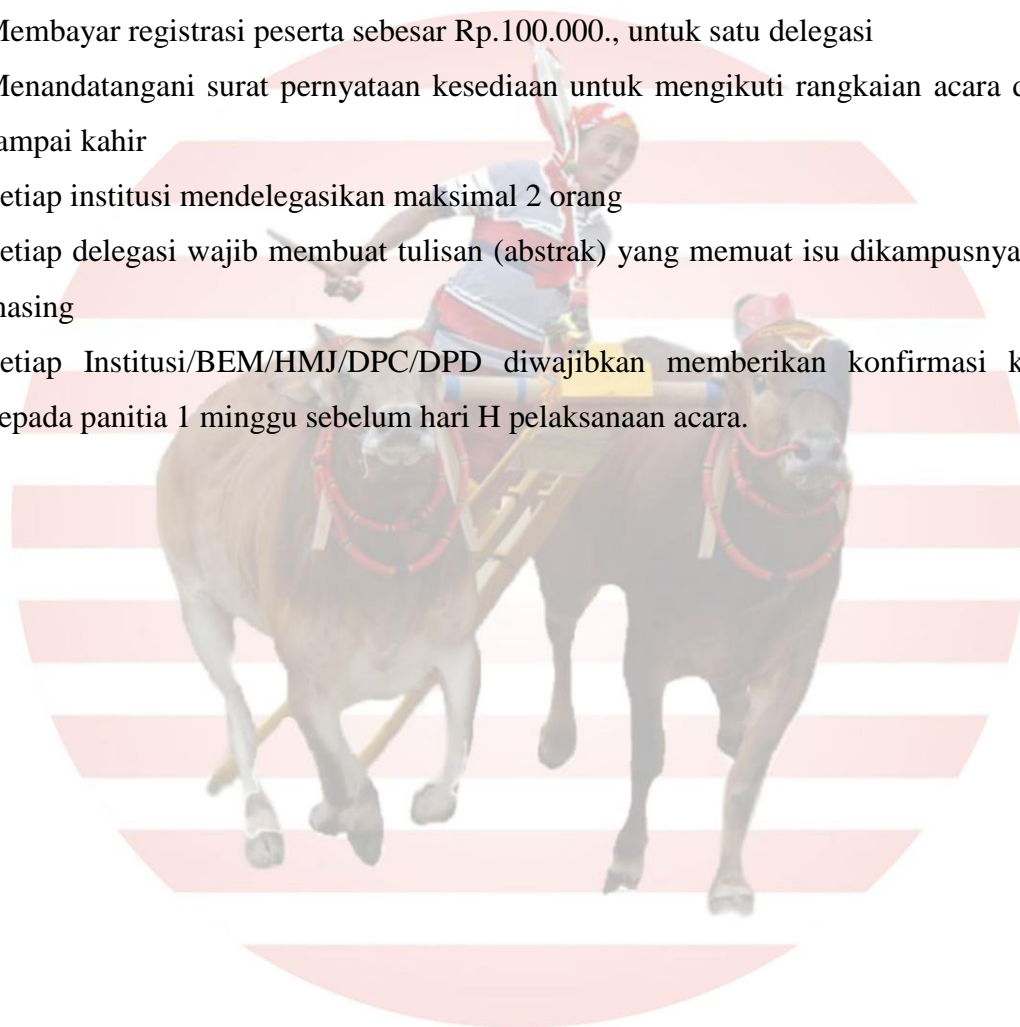 Membayar registrasi peserta sebesar Rp.100.000., untuk satu delegasi
Menandatangani surat pernyataan kesediaan untuk mengikuti rangkaian acara d
ampai kahir
etiap institusi mendelegasikan maksimal 2 orang
etiap delegasi wajib membuat tulisan (abstrak) yang memuat isu dikampusnya
masing
etiap Institusi/BEM/HMJ/DPC/DPD diwajibkan memberikan konfirmasi k
epada panitia 1 minggu sebelum hari H pelaksanaan acara.